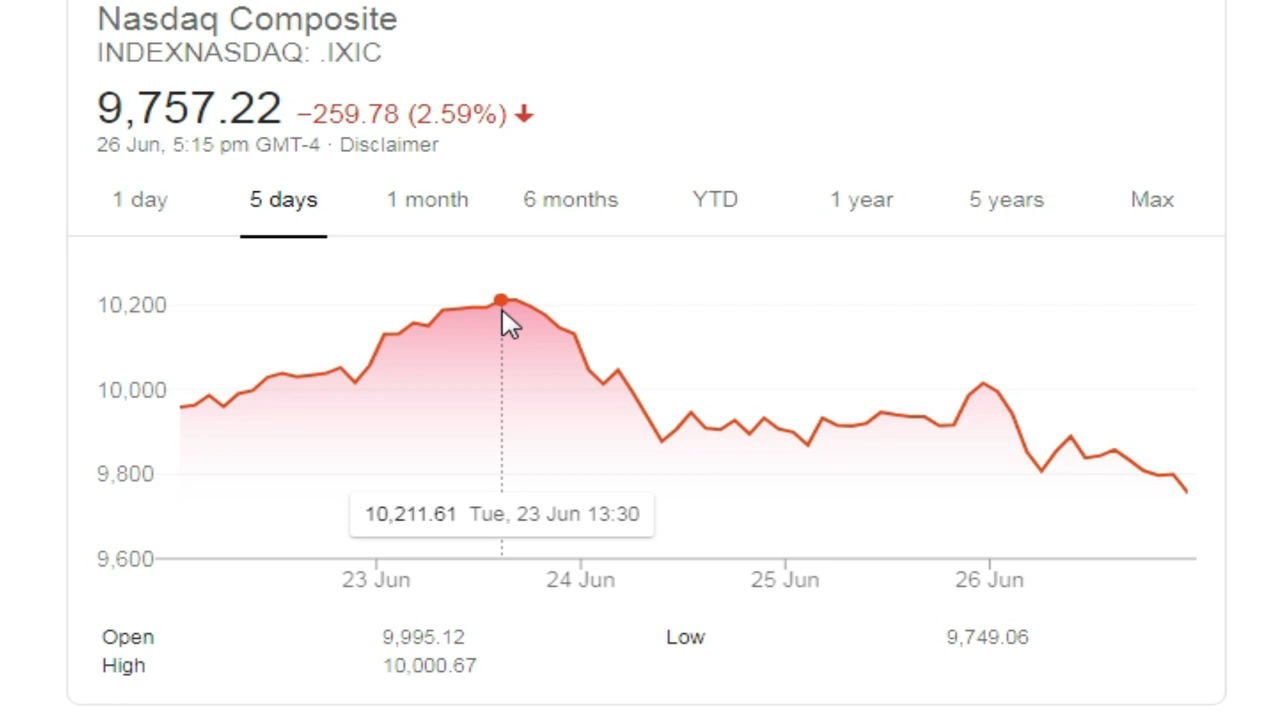 Nasdaq Composite
INDEXNASDAQ: .IXIC
9,757.22 −259.78 (2.59%)
26 Jun, 5:15 pm GMT-4 · Disclaimer
1 day 5 days 1 month 6 months YTD 1 year 5 years Max
10,200
10,000
9,800
10,211.61 Tue, 23 Jun 13:30
9,600
23 Jun 24 Jun 25 Jun 26 Jun
Open 9,995.12 Low 9,749.06
High 10,000.67